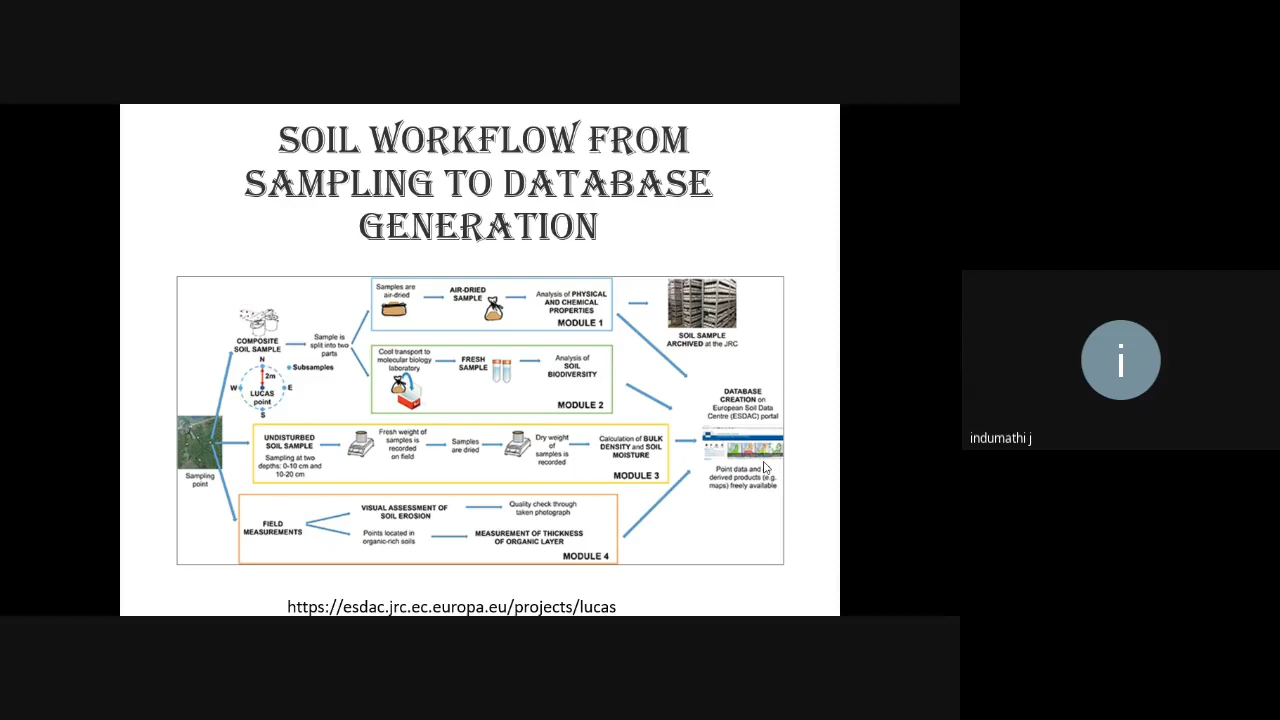 SOIL WORKFLOW FROM
SAMPLING TO DATABASE
GENERATION
Samples are
air-dried
AIR-DRIED
SAMPLE
Analysis of PHYSICAL
AND CHEMICAL
PROPERTIES
MODULE 1
SOIL SAMPLE
ARCHIVED at the JRC
COMPOSITE
SOIL SAMPLE
Sample is
split into two
parts
Subsamples
N
2m
W
E
LUCAS
point
S
Cool transport to
molecular biology
laboratory
FRESH
SAMPLE
Analysis of
SOIL
BIODIVERSITY
MODULE 2
DATABASE
CREATION on
European Soil Data
Centre (ESDAC) portal
Point data and
derived products (e.g.
maps) freely available
Sampling
point
UNDISTURBED
SOIL SAMPLE
Sampling at two
depths: 0-10 cm and
10-20 cm
Fresh weight of
samples is
recorded
on field
Samples
are dried
Dry weight
of
samples is
recorded
Calculation of BULK
DENSITY and SOIL
MOISTURE
MODULE 3
FIELD
MEASUREMENTS
VISUAL ASSESSMENT OF
SOIL EROSION
Quality check through
taken photograph
Points located in
organic-rich soils
MEASUREMENT OF THICKNESS
OF ORGANIC LAYER
MODULE 4
https://esdac.jrc.ec.europa.eu/projects/lucas
i
indumathi j